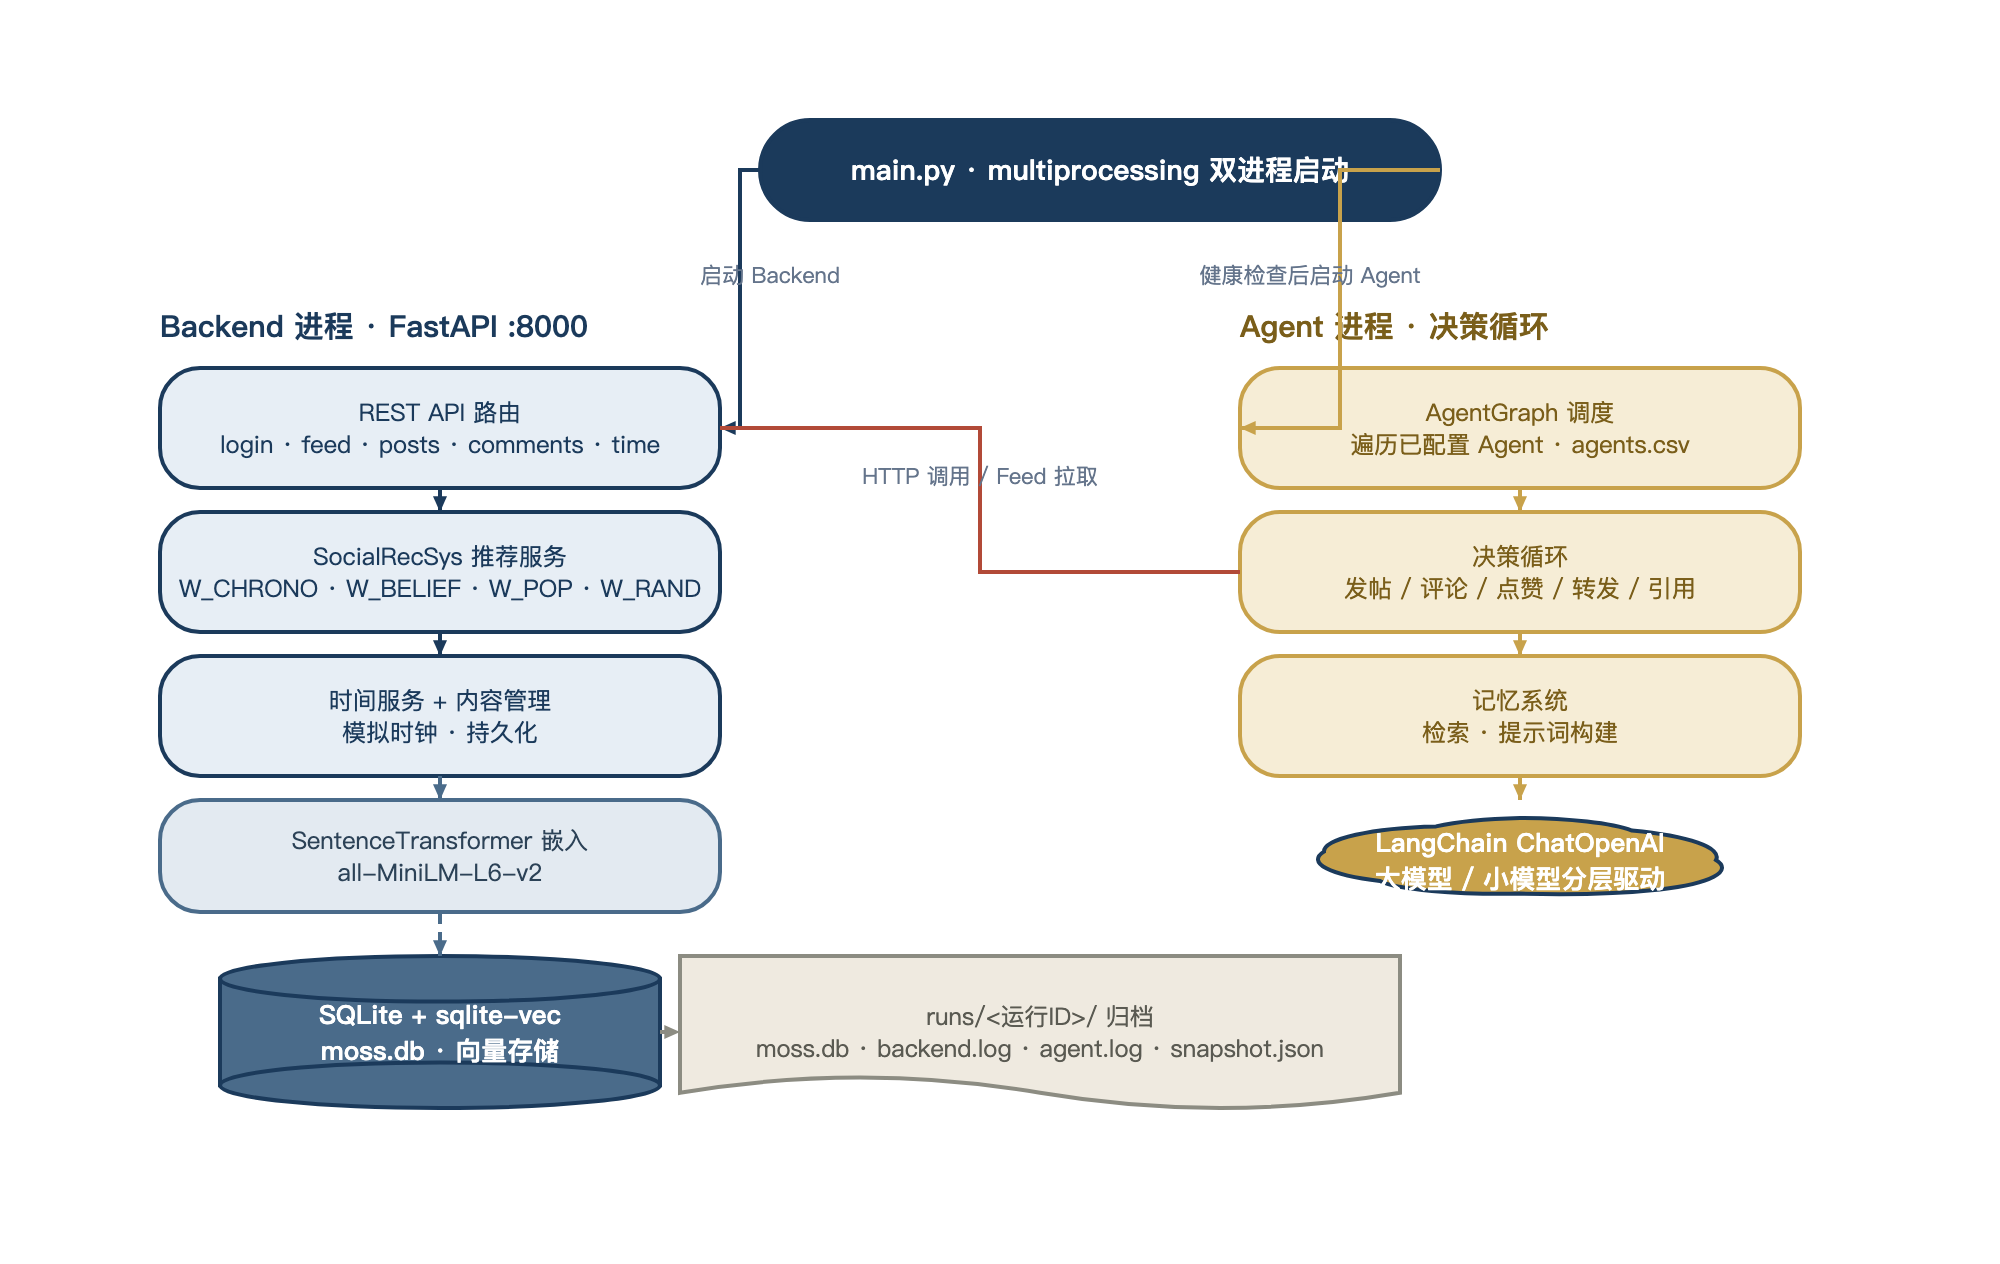 main.py · multiprocessing 双进程启动
启动 Backend
健康检查后启动 Agent
Backend 进程 · FastAPI :8000
REST API 路由
login · feed · posts · comments · time
SocialRecSys 推荐服务
W_CHRONO · W_BELIEF · W_POP · W_RAND
时间服务 + 内容管理
模拟时钟 · 持久化
SentenceTransformer 嵌入
all-MiniLM-L6-v2
SQLite + sqlite-vec
moss.db · 向量存储
HTTP 调用 / Feed 拉取
Agent 进程 · 决策循环
AgentGraph 调度
遍历已配置 Agent · agents.csv
决策循环
发帖 / 评论 / 点赞 / 转发 / 引用
记忆系统
检索 · 提示词构建
LangChain ChatOpenAI
大模型 / 小模型分层驱动
runs/<运行ID>/ 归档
moss.db · backend.log · agent.log · snapshot.json